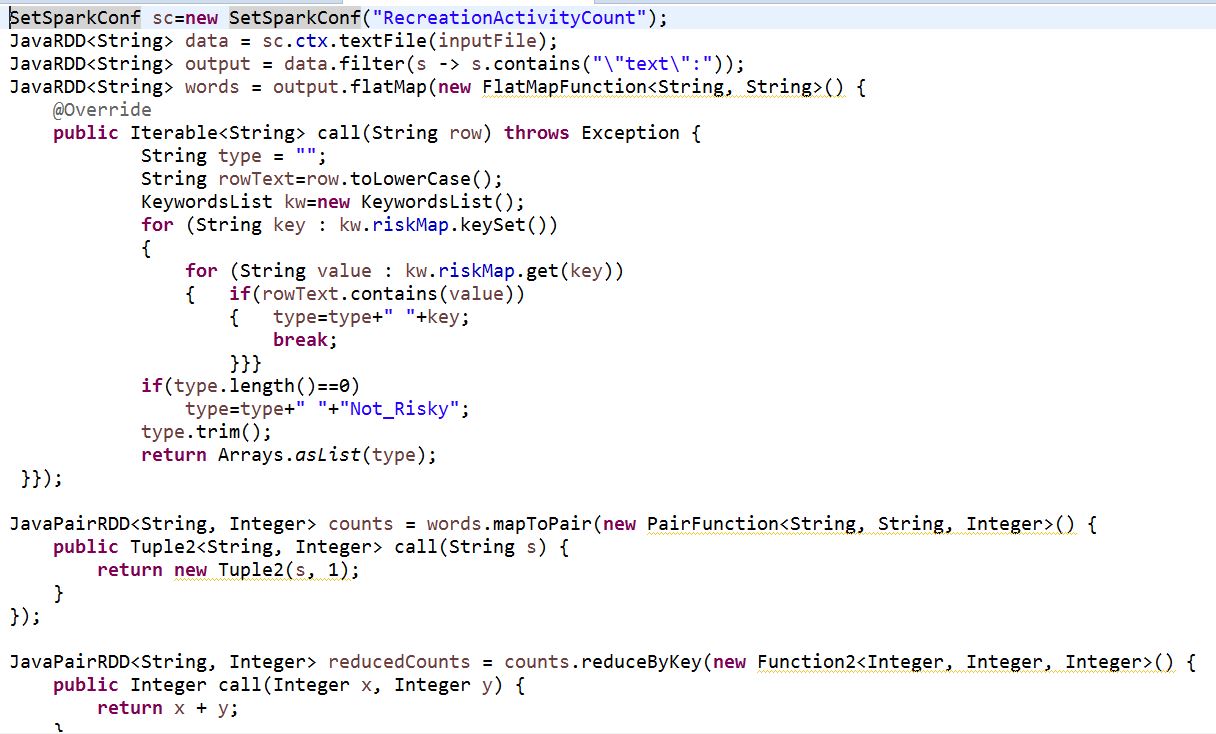 SetSparkConf sc=new SetSparkConf("RecreationActivityCount");
JavaRDD<String> data = sc.ctx.textFile(inputFile);
JavaRDD<String> output = data.filter(s -> s.contains("\"text\":"));
JavaRDD<String> words = output.flatMap(new FlatMapFunction<String, String>() {
    @Override
    public Iterable<String> call(String row) throws Exception {
            String type = "";
            String rowText=row.toLowerCase();
            KeywordsList kw=new KeywordsList();
            for (String key : kw.riskMap.keySet())
            {
                for (String value : kw.riskMap.get(key))
                {   if(rowText.contains(value))
                    {   type=type+" "+key;
                        break;
                    }}}
            if(type.length()==0)
                type=type+" "+"Not_Risky";
            type.trim();
            return Arrays.asList(type);
 }});

JavaPairRDD<String, Integer> counts = words.mapToPair(new PairFunction<String, String, Integer>() {
    public Tuple2<String, Integer> call(String s) {
        return new Tuple2(s, 1);
    }
});

JavaPairRDD<String, Integer> reducedCounts = counts.reduceByKey(new Function2<Integer, Integer, Integer>() {
    public Integer call(Integer x, Integer y) {
        return x + y;
    }